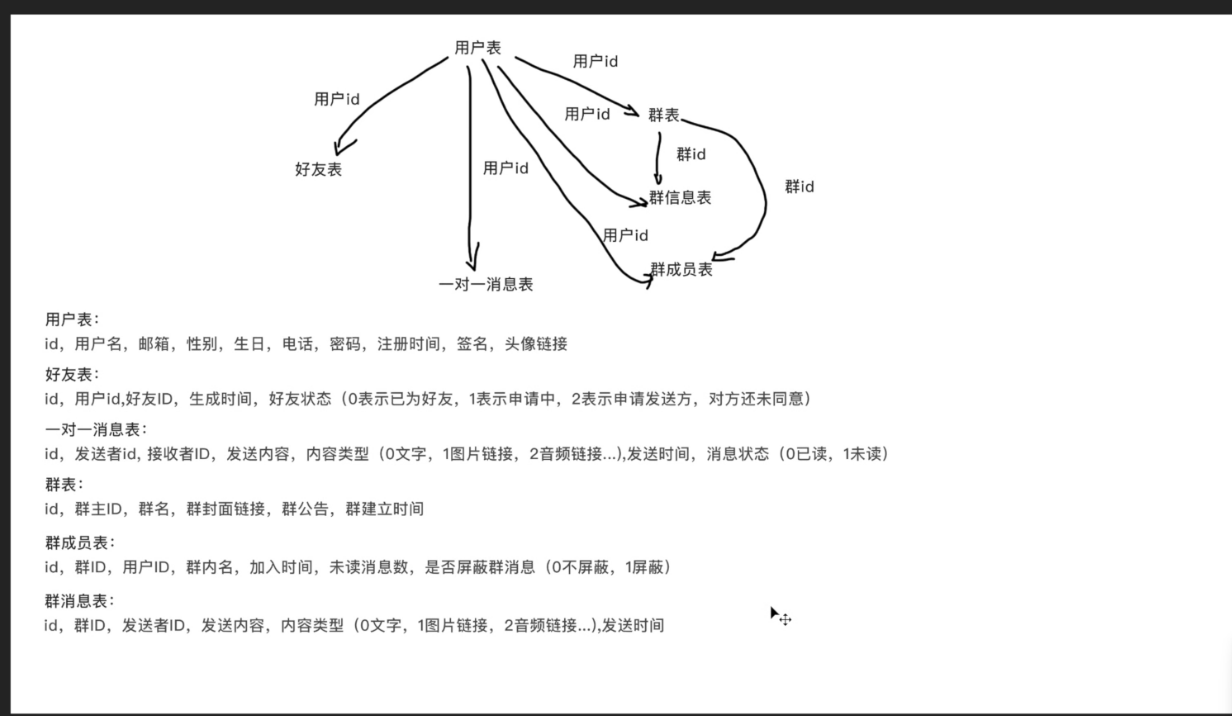 用户表
用户id
用户id
用户id
群表
群id
好友表
用户id
群id
群信息表
用户id
群成员表
一对一消息表
用户表：
id，用户名，邮箱，性别，生日，电话，密码，注册时间，签名，头像链接
好友表：
id，用户id,好友ID，生成时间，好友状态（0表示已为好友，1表示申请中，2表示申请发送方，对方还未同意）
一对一消息表：
id，发送者id, 接收者ID，发送内容，内容类型（0文字，1图片链接，2音频链接...),发送时间，消息状态（0已读，1未读）
群表：
id，群主ID，群名，群封面链接，群公告，群建立时间
群成员表：
id，群ID，用户ID，群内名，加入时间，未读消息数，是否屏蔽群消息（0不屏蔽，1屏蔽）
群消息表：
id，群ID，发送者ID，发送内容，内容类型（0文字，1图片链接，2音频链接...),发送时间